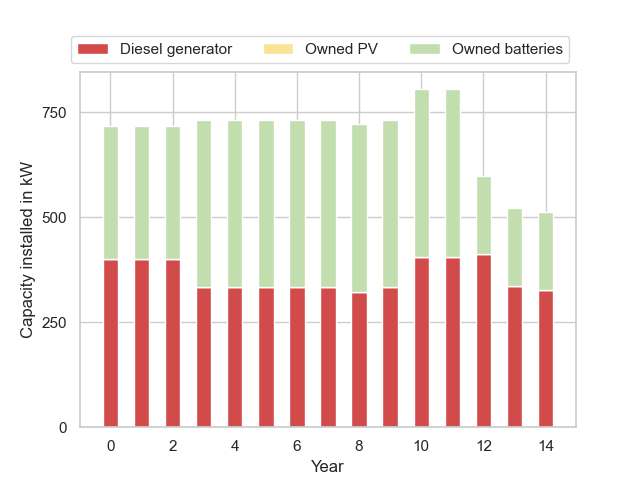 Diesel generator Owned PV Owned batteries
Capacity installed in kW
750
500
250
0
0 2 4 6 8 10 12 14
Year